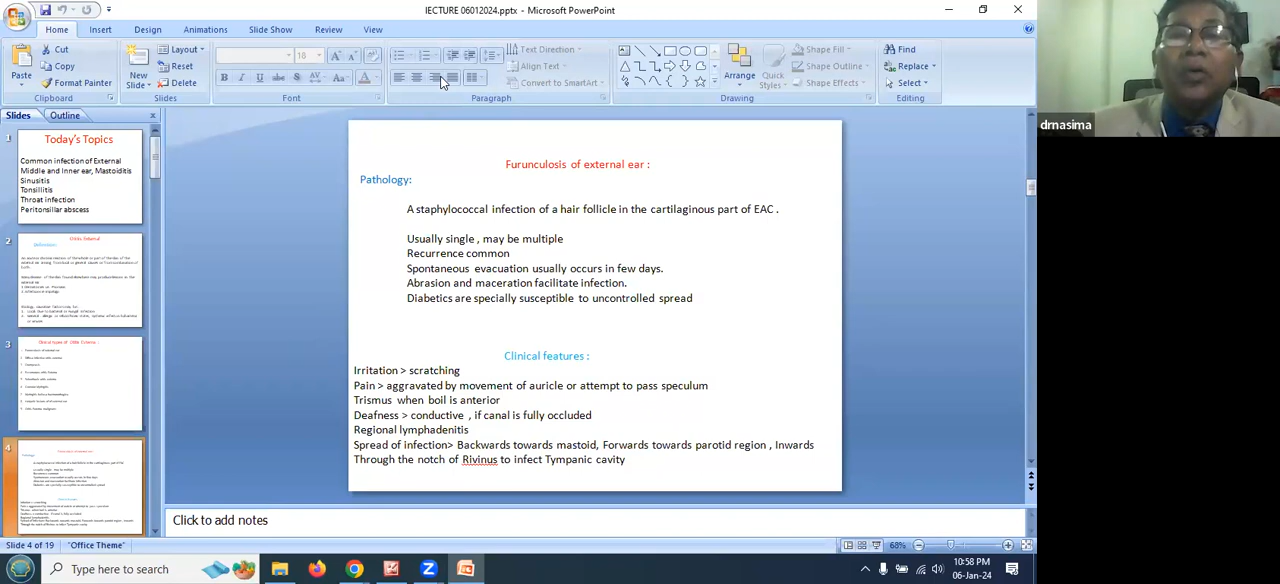 lECTURE 06012024.pptx - Microsoft PowerPoint
Home Insert Design Animations Slide Show Review View
Paste
Cut
Copy
Format Painter
Clipboard
New Slide
Layout
Reset
Delete
Slides
18
Font
Paragraph
Text Direction
Align Text
Convert to SmartArt
Arrange
Quick Styles
Shape Fill
Shape Outline
Shape Effects
Drawing
Find
Replace
Select
Editing
Slides Outline
1
Today's Topics
Common infection of External
Middle and Inner ear, Mastoiditis
Sinusitis
Tonsillitis
Throat infection
Peritonsillar abscess
2
3
4
Furunculosis of external ear :
Pathology:
A staphylococcal infection of a hair follicle in the cartilaginous part of EAC .
Usually single , may be multiple
Recurrence common
Spontaneous evacuation usually occurs in few days.
Abrasion and maceration facilitate infection.
Diabetics are specially susceptible to uncontrolled spread
Clinical features :
Irritation > scratching
Pain > aggravated by movement of auricle or attempt to pass speculum
Trismus when boil is anterior
Deafness > conductive , if canal is fully occluded
Regional lymphadenitis
Spread of infection> Backwards towards mastoid, Forwards towards parotid region , Inwards
Through the notch of Rivinus to infect Tympanic cavity
Click to add notes
Slide 4 of 19 "Office Theme" 68%
Type here to search
10:58 PM
06-Jan-24
drnasima